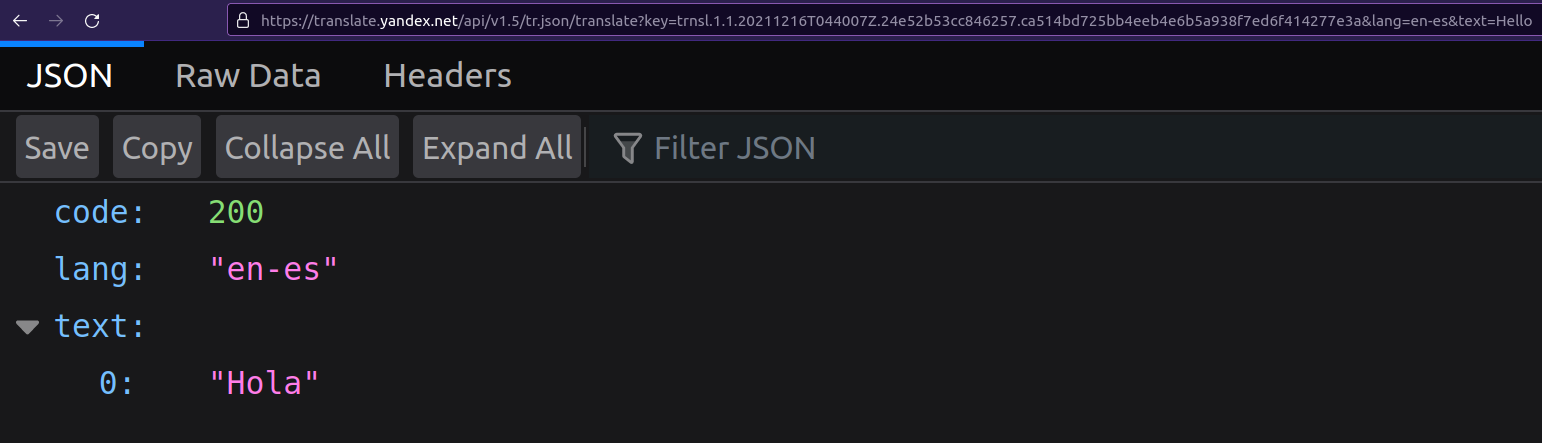 https://translate.yandex.net/api/v1.5/tr.json/translate?key=trnsl.1.1.20211216T044007Z.24e52b53cc846257.ca514bd725bb4eeb4e6b5a938f7ed6f414277e3a&lang=en-es&text=Hello
JSON Raw Data Headers
Save Copy Collapse All Expand All Filter JSON
code: 200
lang: "en-es"
text:
0: "Hola"